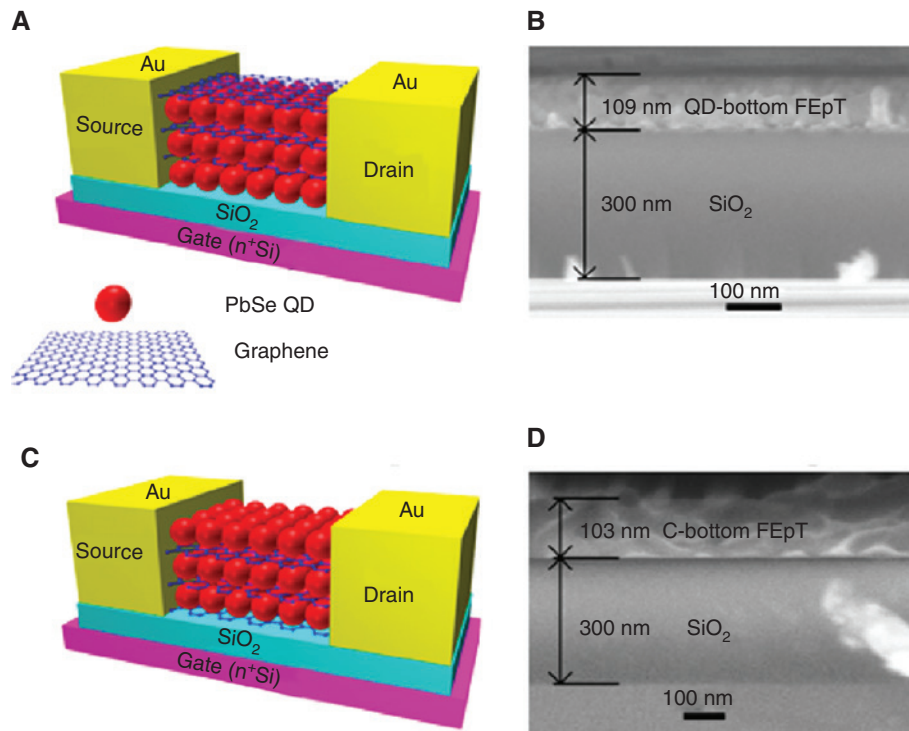 A
Au
Au
Source
Drain
SiO₂
Gate (n⁺Si)
PbSe QD
Graphene
B
109 nm QD-bottom FEpT
300 nm SiO₂
100 nm
C
Au
Au
Source
Drain
SiO₂
Gate (n⁺Si)
D
103 nm C-bottom FEpT
300 nm SiO₂
100 nm